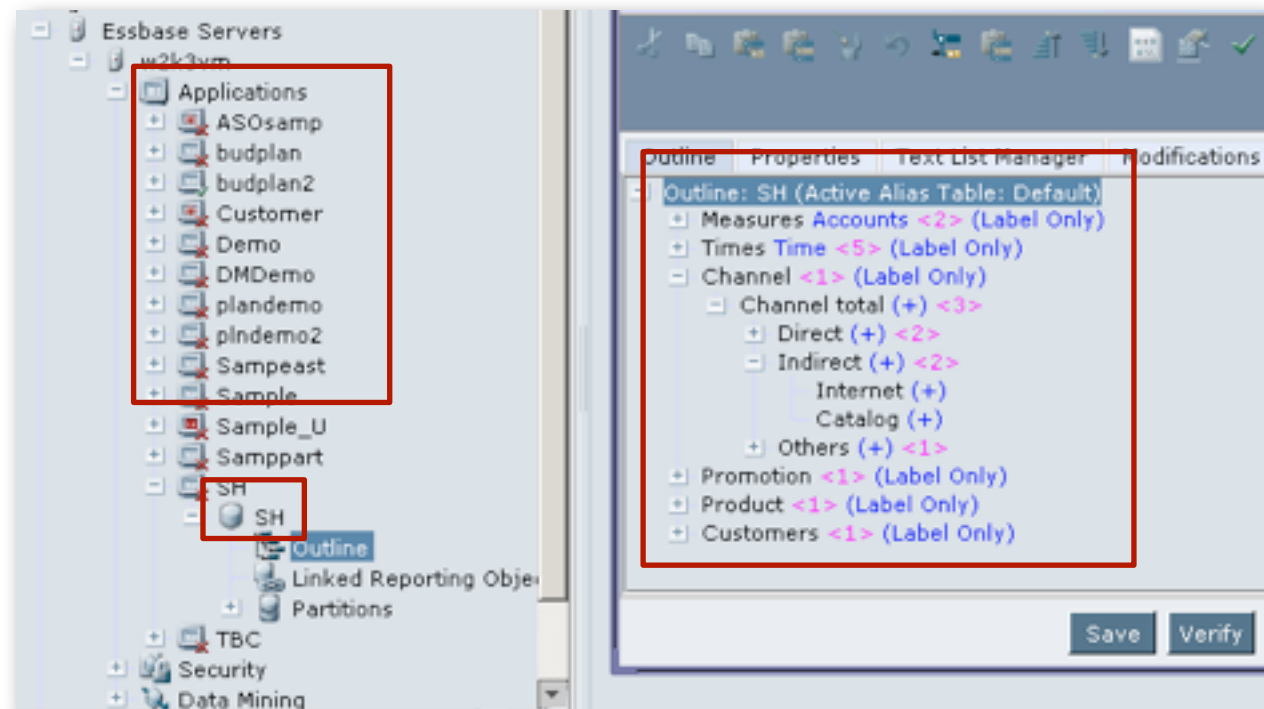 Essbase Servers
w2k3vm
Applications
ASOsamp
budplan
budplan2
Customer
Demo
DMDemo
plandemo
plndemo2
Sampeast
Sample
Sample_U
Samppart
SH
SH
Outline
Linked Reporting Obje
Partitions
TBC
Security
Data Mining
Outline Properties Text List Manager Modifications
Outline: SH (Active Alias Table: Default)
Measures Accounts <2> (Label Only)
Times Time <5> (Label Only)
Channel <1> (Label Only)
Channel total (+) <3>
Direct (+) <2>
Indirect (+) <2>
Internet (+)
Catalog (+)
Others (+) <1>
Promotion <1> (Label Only)
Product <1> (Label Only)
Customers <1> (Label Only)
Save Verify